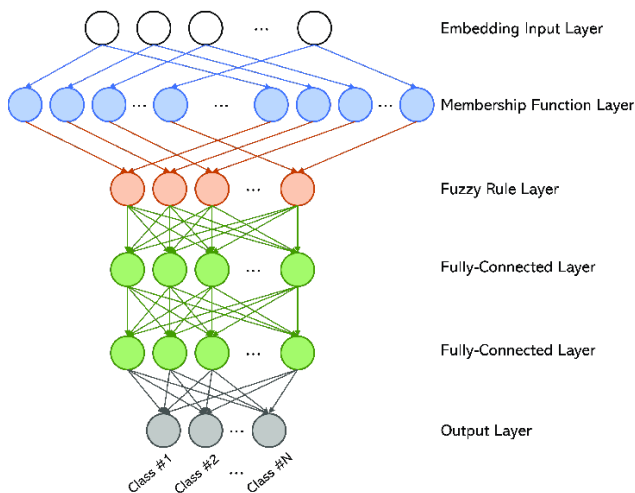 ... Embedding Input Layer
... ... ... Membership Function Layer
... Fuzzy Rule Layer
... Fully-Connected Layer
... Fully-Connected Layer
... Output Layer
Class #1 Class #2 ... Class #N